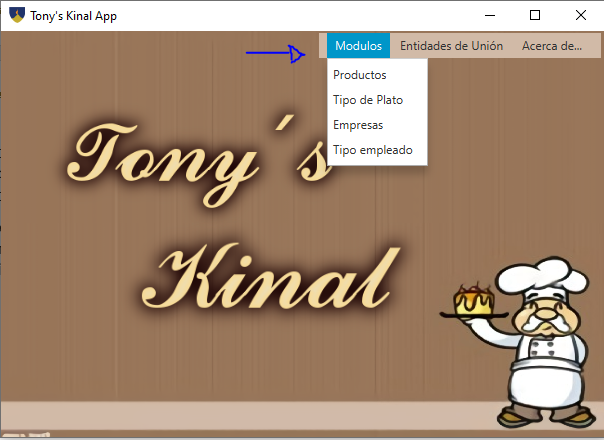 Tony's Kinal App
Modulos Entidades de Unión Acerca de...
Productos
Tipo de Plato
Empresas
Tipo empleado
Tony´s
Kinal